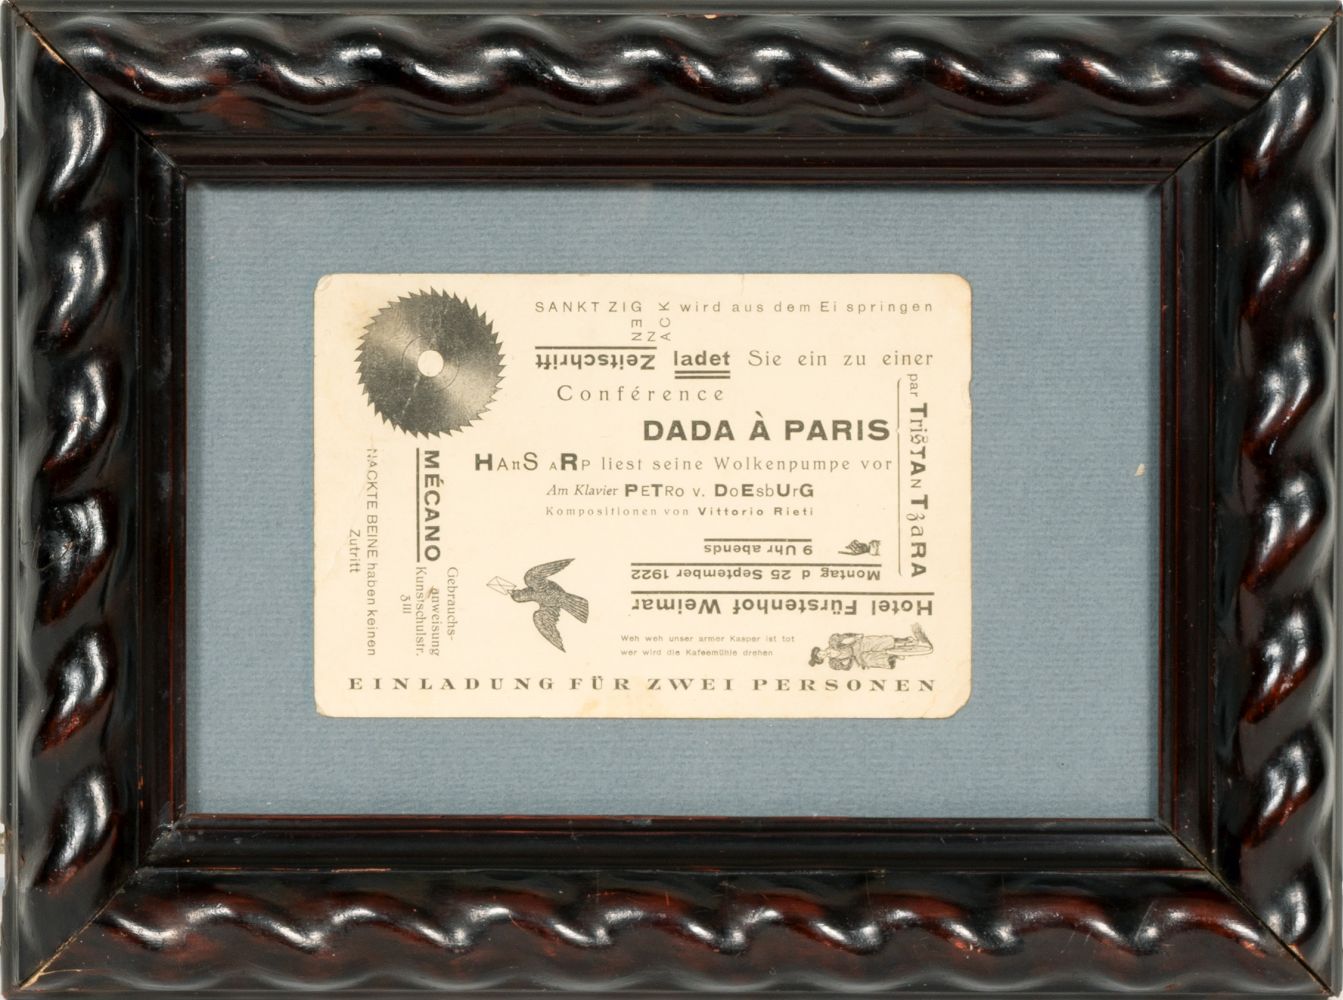 SANKT ZIG NEN ZACK wird aus dem Ei springen
Zeitschrift ladet Sie ein zu einer
Conférence
DADA À PARIS
par TRiSTAN TzaRA
HAnS aRP liest seine Wolkenpumpe vor
Am Klavier PETRo v. DoEsbUrG
Kompositionen von Vittorio Rieti
9 Uhr abends
Montag d 25 September 1922
Hotel Fürstenhof Weimar
MÉCANO
Gebrauchs-
anweisung
Kunstschulstr.
3III
NACKTE BEINE haben keinen
Zutritt
Weh weh unser armer Kasper ist tot
wer wird die Kafeemühle drehen
EINLADUNG FÜR ZWEI PERSONEN